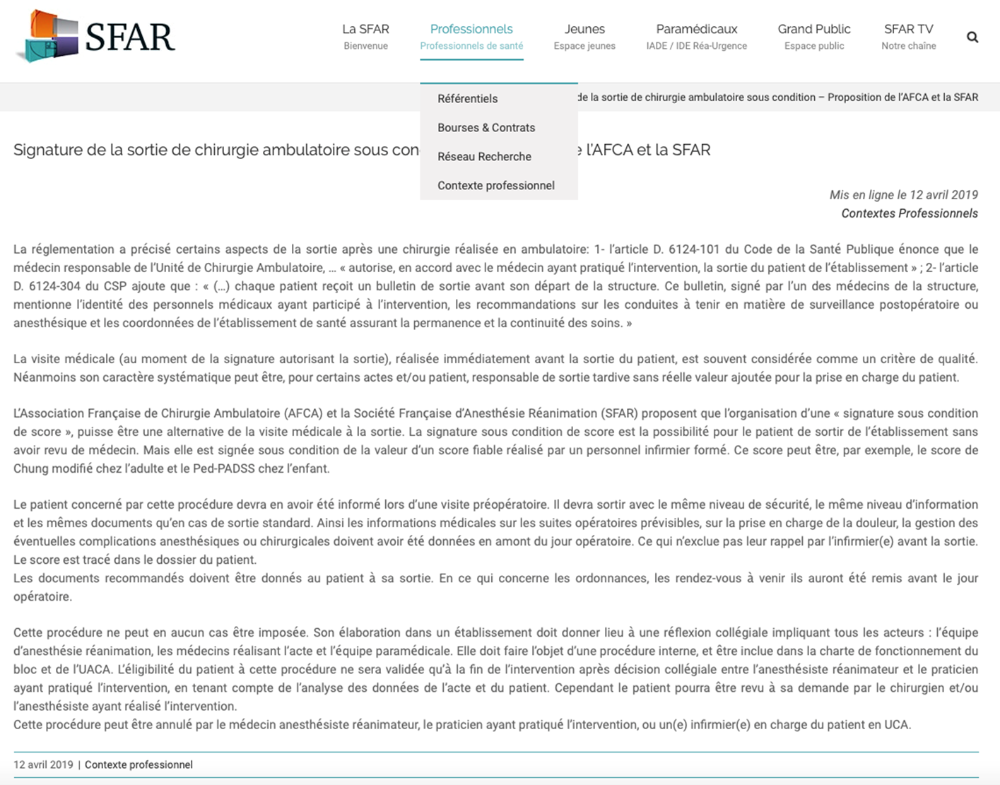 SFAR
La SFAR
Bienvenue
Professionnels
Professionnels de santé
Jeunes
Espace jeunes
Paramédicaux
IADE / IDE Réa-Urgence
Grand Public
Espace public
SFAR TV
Notre chaîne
Référentiels
Bourses & Contrats
Réseau Recherche
Contexte professionnel
de la sortie de chirurgie ambulatoire sous condition – Proposition de l'AFCA et la SFAR
Signature de la sortie de chirurgie ambulatoire sous con e l'AFCA et la SFAR
Mis en ligne le 12 avril 2019
Contextes Professionnels
La réglementation a précisé certains aspects de la sortie après une chirurgie réalisée en ambulatoire: 1- l'article D. 6124-101 du Code de la Santé Publique énonce que le
médecin responsable de l'Unité de Chirurgie Ambulatoire, … « autorise, en accord avec le médecin ayant pratiqué l'intervention, la sortie du patient de l'établissement » ; 2- l'article
D. 6124-304 du CSP ajoute que : « (…) chaque patient reçoit un bulletin de sortie avant son départ de la structure. Ce bulletin, signé par l'un des médecins de la structure,
mentionne l'identité des personnels médicaux ayant participé à l'intervention, les recommandations sur les conduites à tenir en matière de surveillance postopératoire ou
anesthésique et les coordonnées de l'établissement de santé assurant la permanence et la continuité des soins. »
La visite médicale (au moment de la signature autorisant la sortie), réalisée immédiatement avant la sortie du patient, est souvent considérée comme un critère de qualité.
Néanmoins son caractère systématique peut être, pour certains actes et/ou patient, responsable de sortie tardive sans réelle valeur ajoutée pour la prise en charge du patient.
L'Association Française de Chirurgie Ambulatoire (AFCA) et la Société Française d'Anesthésie Réanimation (SFAR) proposent que l'organisation d'une « signature sous condition
de score », puisse être une alternative de la visite médicale à la sortie. La signature sous condition de score est la possibilité pour le patient de sortir de l'établissement sans
avoir revu de médecin. Mais elle est signée sous condition de la valeur d'un score fiable réalisé par un personnel infirmier formé. Ce score peut être, par exemple, le score de
Chung modifié chez l'adulte et le Ped-PADSS chez l'enfant.
Le patient concerné par cette procédure devra en avoir été informé lors d'une visite préopératoire. Il devra sortir avec le même niveau de sécurité, le même niveau d'information
et les mêmes documents qu'en cas de sortie standard. Ainsi les informations médicales sur les suites opératoires prévisibles, sur la prise en charge de la douleur, la gestion des
éventuelles complications anesthésiques ou chirurgicales doivent avoir été données en amont du jour opératoire. Ce qui n'exclue pas leur rappel par l'infirmier(e) avant la sortie.
Le score est tracé dans le dossier du patient.
Les documents recommandés doivent être donnés au patient à sa sortie. En ce qui concerne les ordonnances, les rendez-vous à venir ils auront été remis avant le jour
opératoire.
Cette procédure ne peut en aucun cas être imposée. Son élaboration dans un établissement doit donner lieu à une réflexion collégiale impliquant tous les acteurs : l'équipe
d'anesthésie réanimation, les médecins réalisant l'acte et l'équipe paramédicale. Elle doit faire l'objet d'une procédure interne, et être inclue dans la charte de fonctionnement du
bloc et de l'UACA. L'éligibilité du patient à cette procédure ne sera validée qu'à la fin de l'intervention après décision collégiale entre l'anesthésiste réanimateur et le praticien
ayant pratiqué l'intervention, en tenant compte de l'analyse des données de l'acte et du patient. Cependant le patient pourra être revu à sa demande par le chirurgien et/ou
l'anesthésiste ayant réalisé l'intervention.
Cette procédure peut être annulé par le médecin anesthésiste réanimateur, le praticien ayant pratiqué l'intervention, ou un(e) infirmier(e) en charge du patient en UCA.
12 avril 2019 | Contexte professionnel